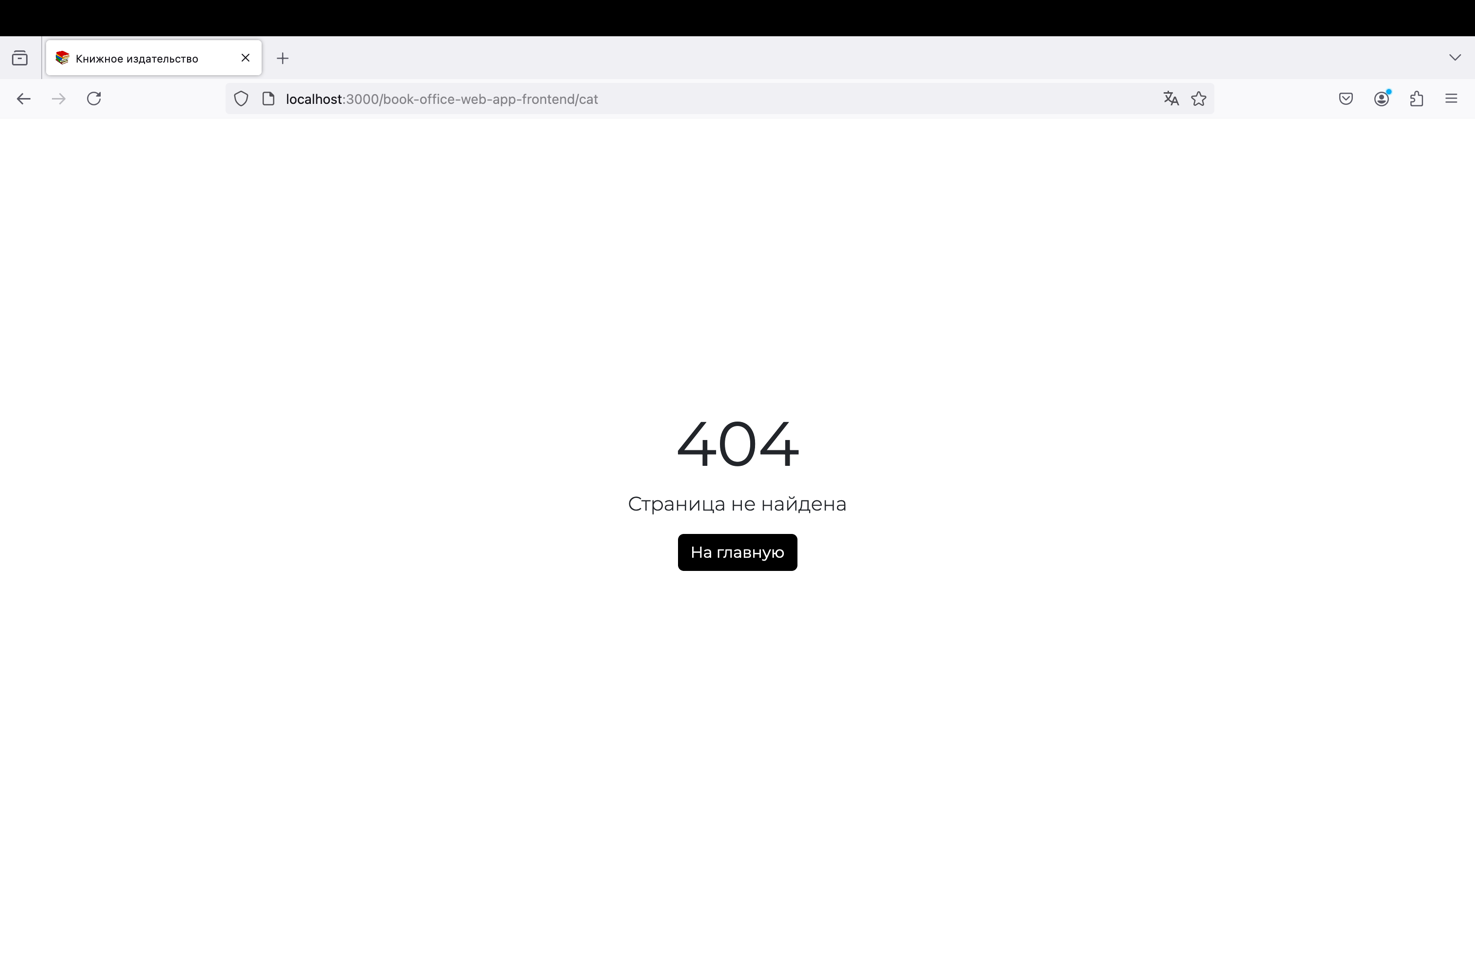 Книжное издательство
localhost:3000/book-office-web-app-frontend/cat
404
Страница не найдена
На главную